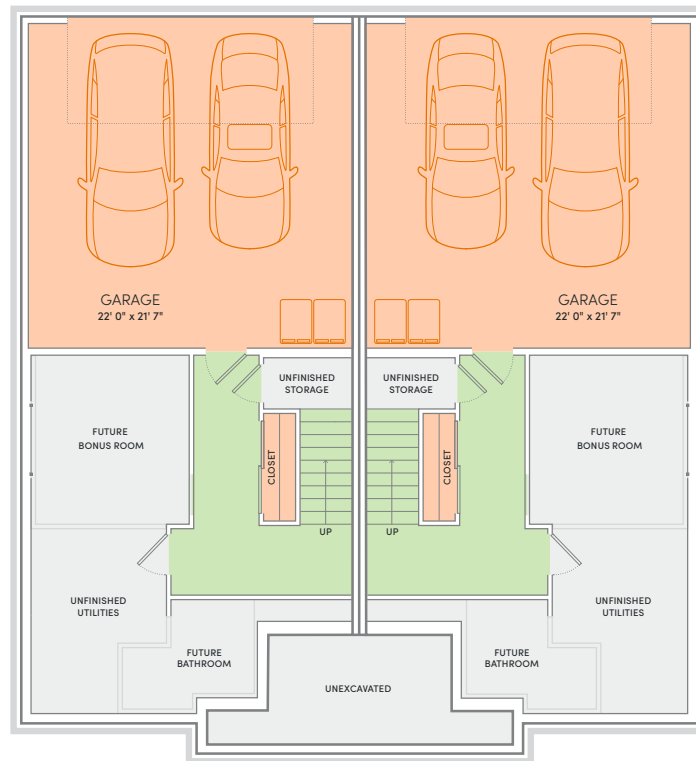 GARAGE
22' 0" x 21' 7"
GARAGE
22' 0" x 21' 7"
UNFINISHED
STORAGE
UNFINISHED
STORAGE
FUTURE
BONUS ROOM
CLOSET
CLOSET
FUTURE
BONUS ROOM
UP
UP
UNFINISHED
UTILITIES
UNFINISHED
UTILITIES
FUTURE
BATHROOM
FUTURE
BATHROOM
UNEXCAVATED